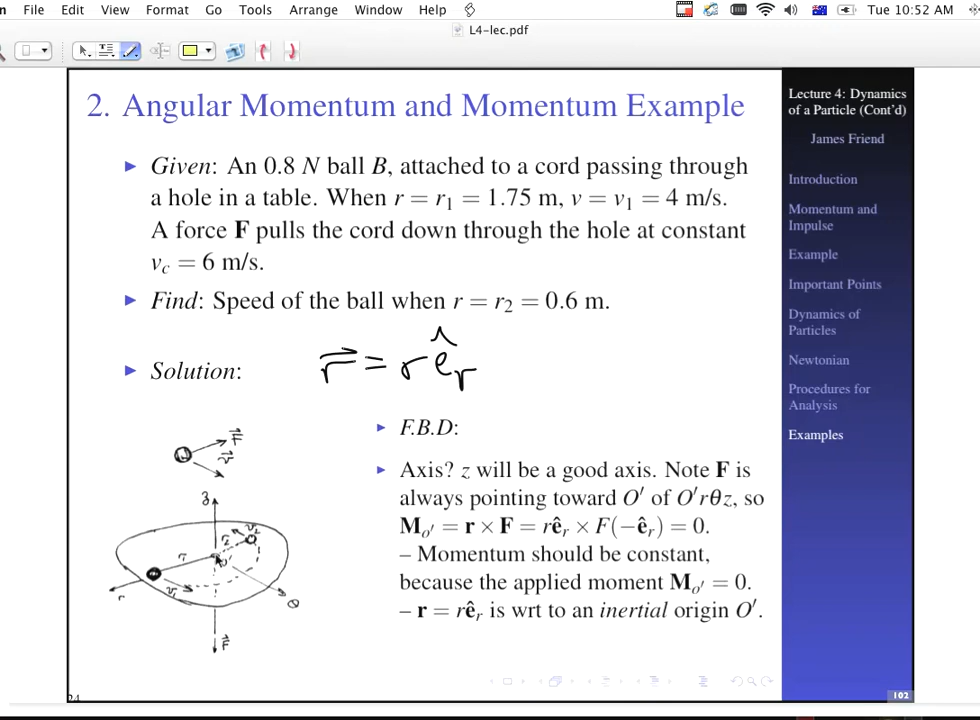 File Edit View Format Go Tools Arrange Window Help
Tue 10:52 AM
L4-lec.pdf
2. Angular Momentum and Momentum Example
Given: An 0.8 N ball B, attached to a cord passing through
a hole in a table. When r = r₁ = 1.75 m, v = v₁ = 4 m/s.
A force F pulls the cord down through the hole at constant
v_c = 6 m/s.
Find: Speed of the ball when r = r₂ = 0.6 m.
Solution:
r⃗ = r ê_r
F.B.D:
Axis? z will be a good axis. Note F is
always pointing toward O′ of O′rθz, so
M_o′ = r × F = rê_r × F(−ê_r) = 0.
– Momentum should be constant,
because the applied moment M_o′ = 0.
– r = rê_r is wrt to an inertial origin O′.
F⃗
v⃗
z
v₂
r
v₁
r
θ
F⃗
Lecture 4: Dynamics
of a Particle (Cont'd)
James Friend
Introduction
Momentum and
Impulse
Example
Important Points
Dynamics of
Particles
Newtonian
Procedures for
Analysis
Examples
102